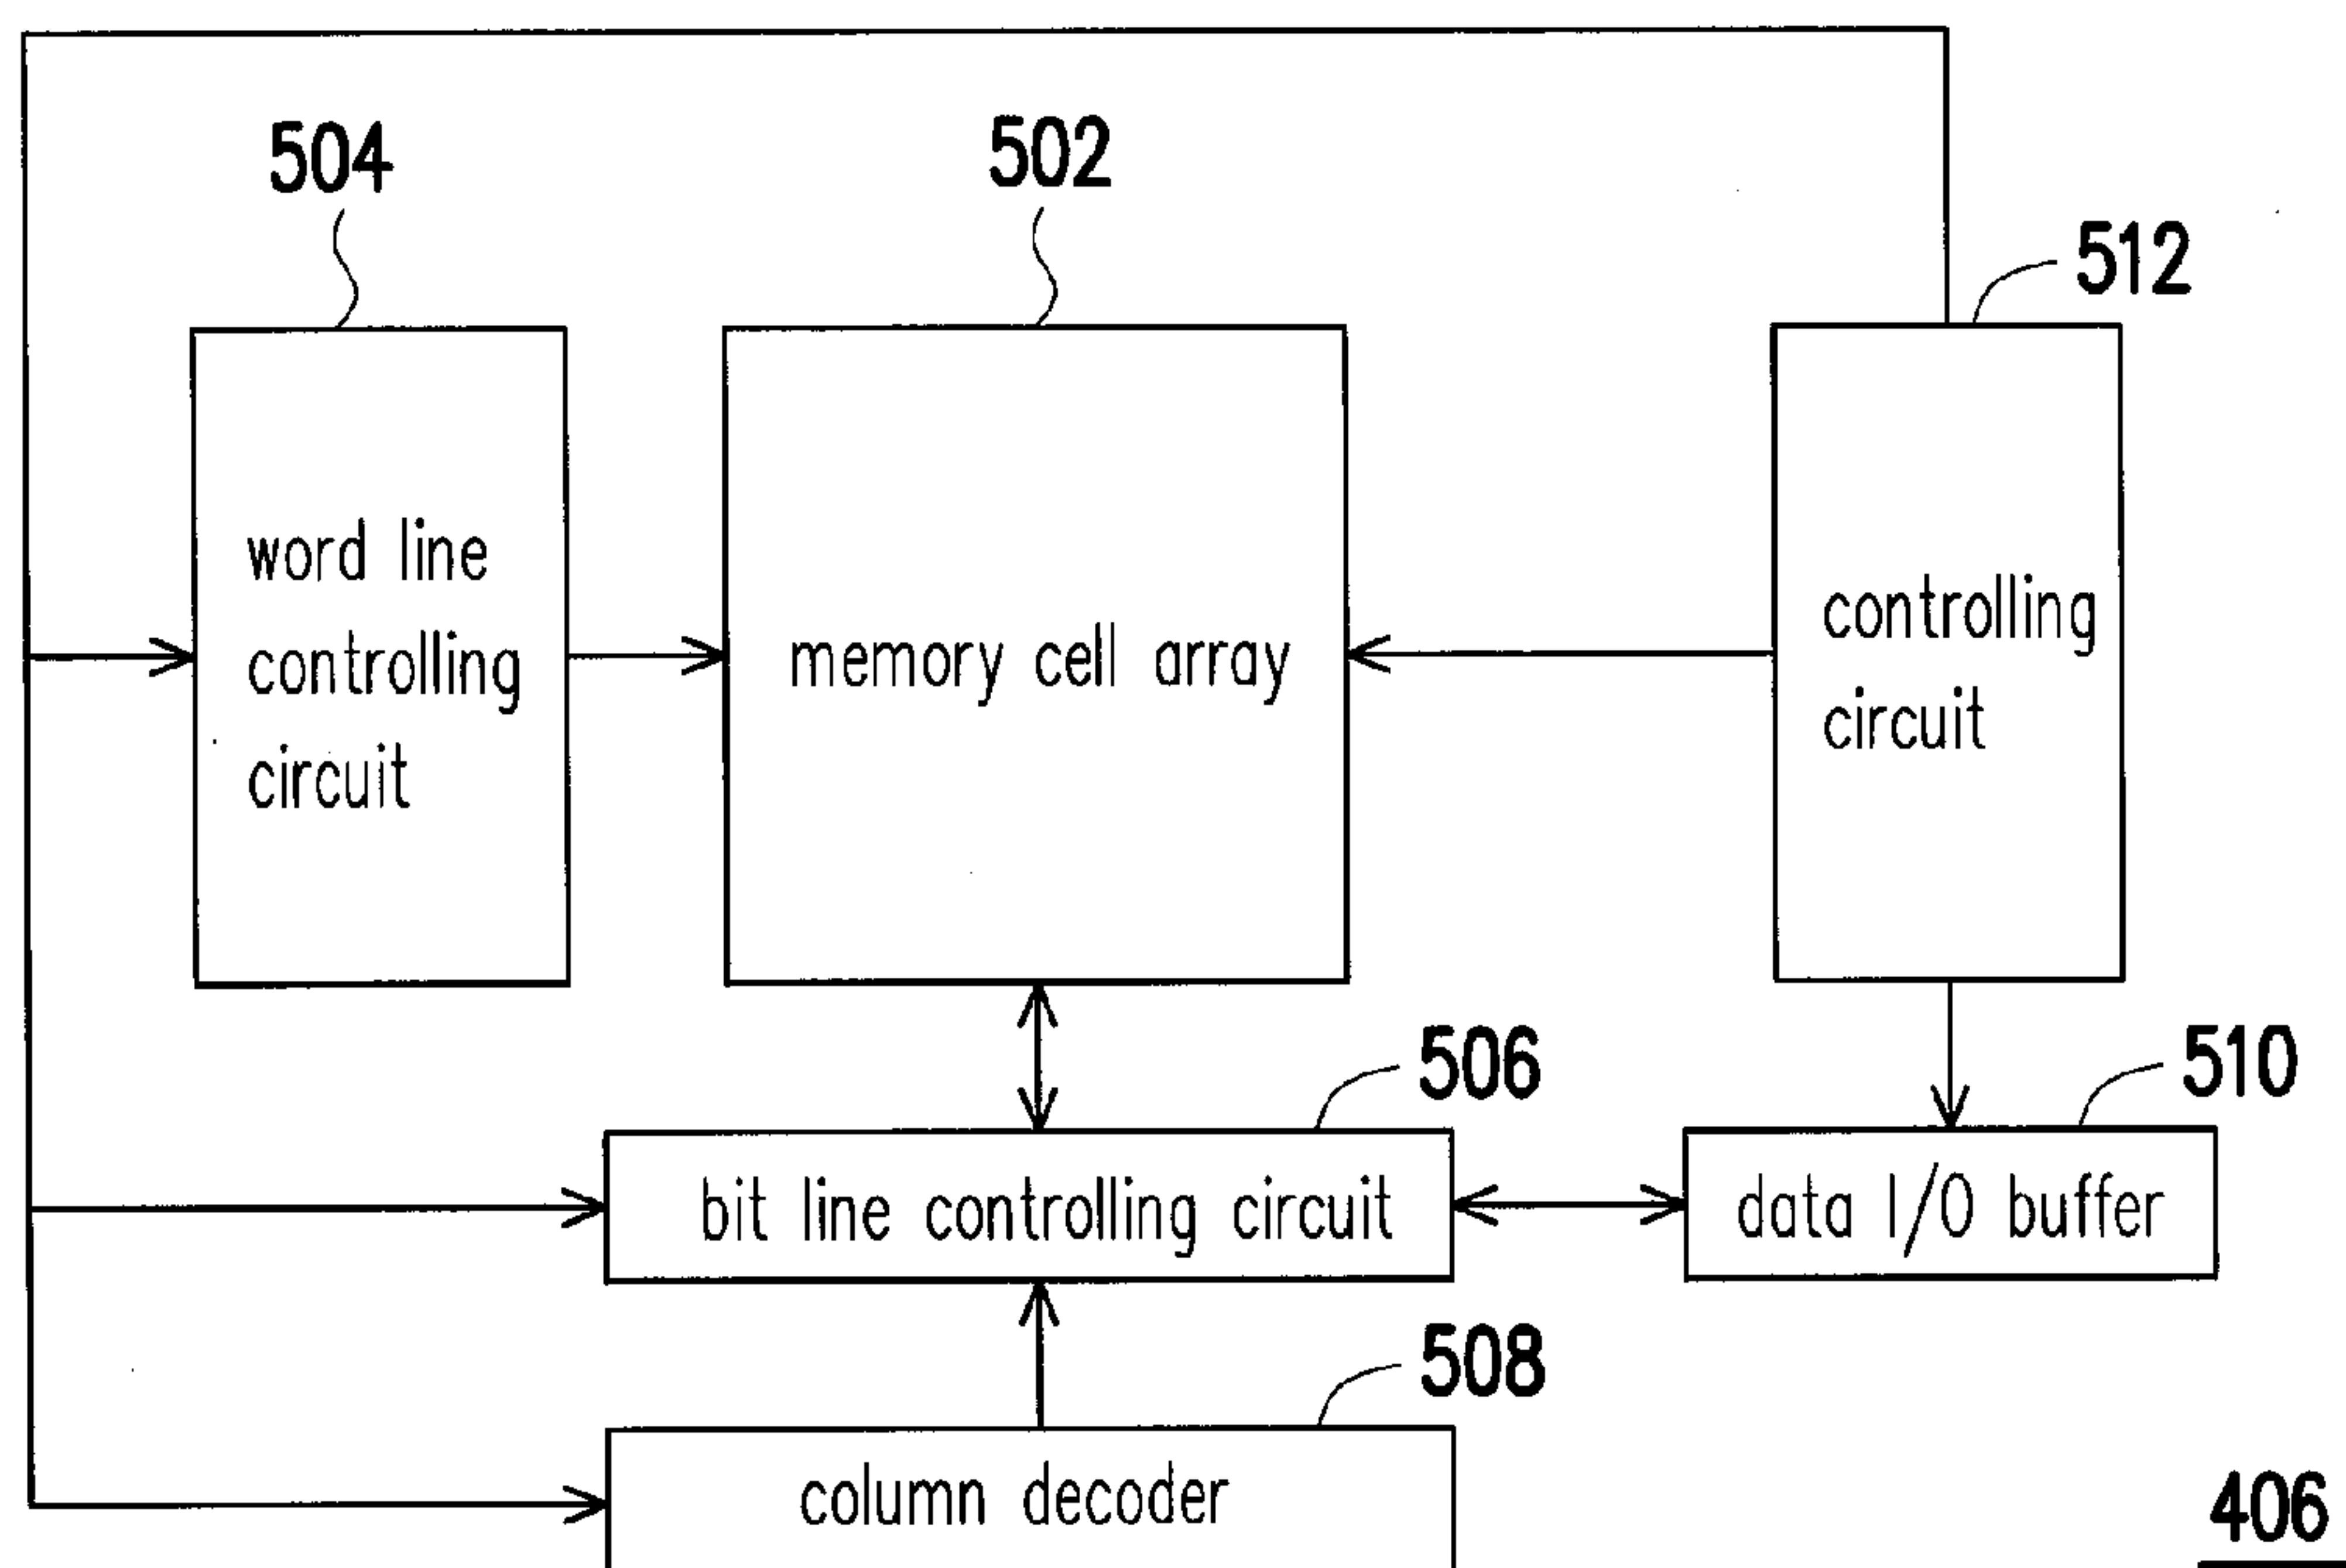 504
502
512
word line
controlling
circuit
memory cell array
controlling
circuit
506
510
bit line controlling circuit
data I/O buffer
508
column decoder
406